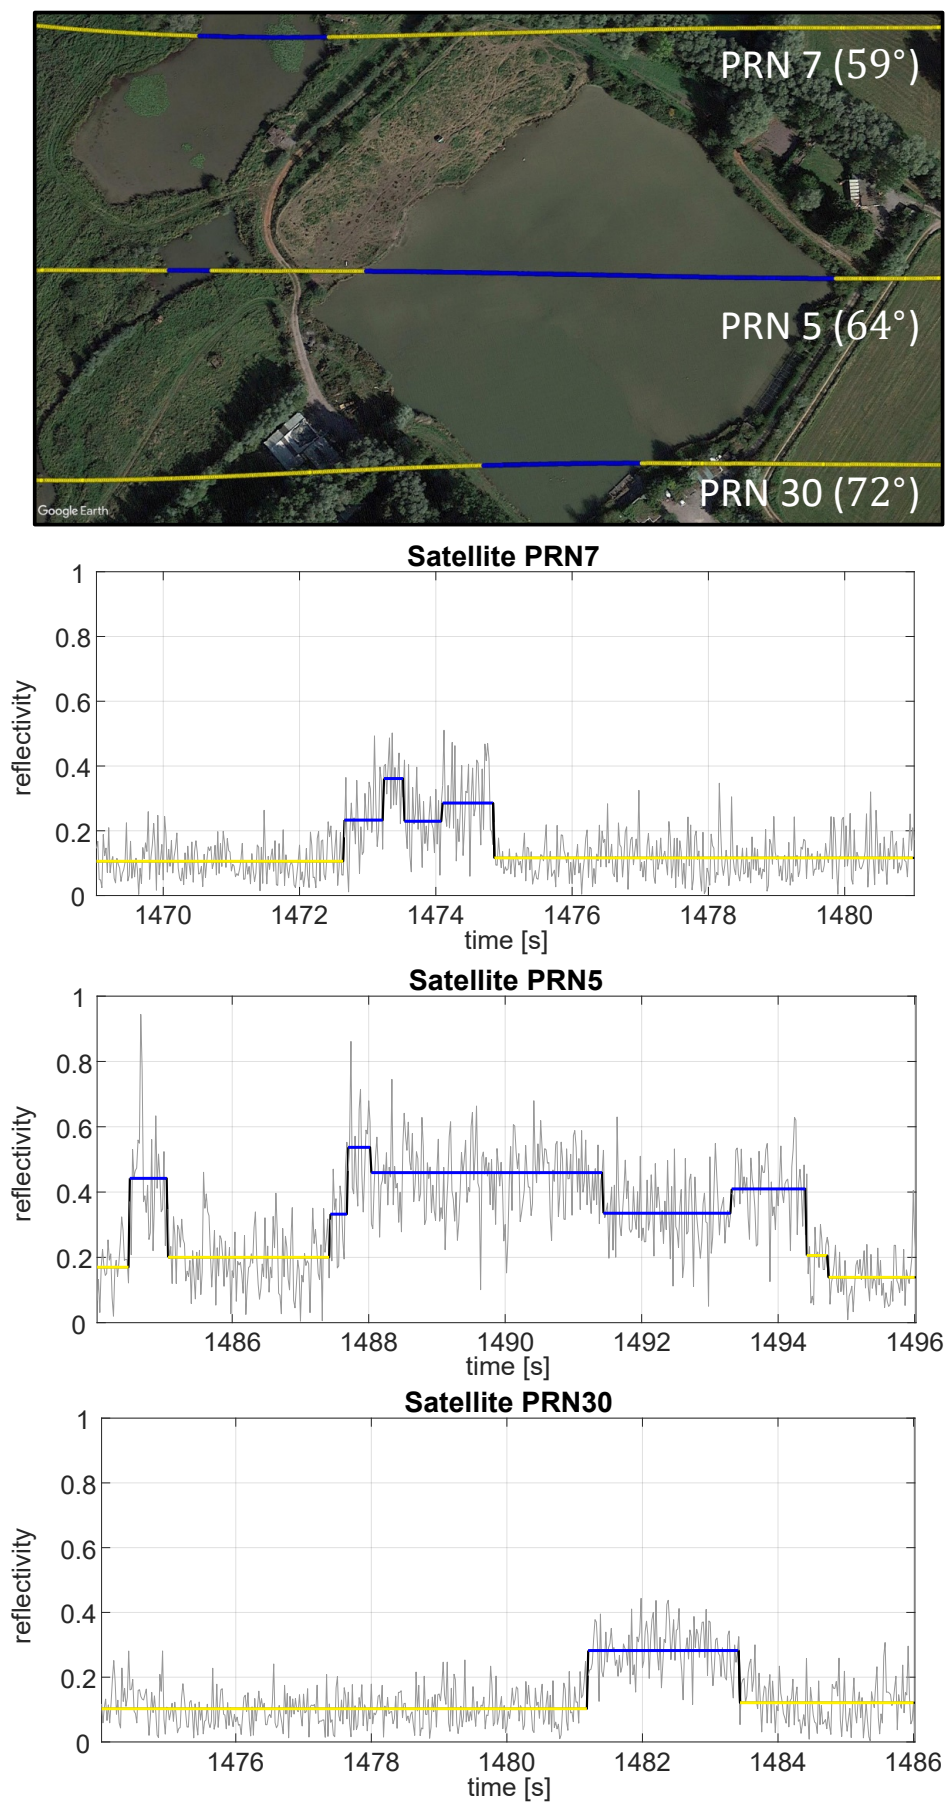 PRN 7 (59°)
PRN 5 (64°)
PRN 30 (72°)
Google Earth
Satellite PRN7
1
0.8
0.6
0.4
0.2
0
reflectivity
1470 1472 1474 1476 1478 1480
time [s]
Satellite PRN5
1
0.8
0.6
0.4
0.2
0
reflectivity
1486 1488 1490 1492 1494 1496
time [s]
Satellite PRN30
1
0.8
0.6
0.4
0.2
0
reflectivity
1476 1478 1480 1482 1484 1486
time [s]